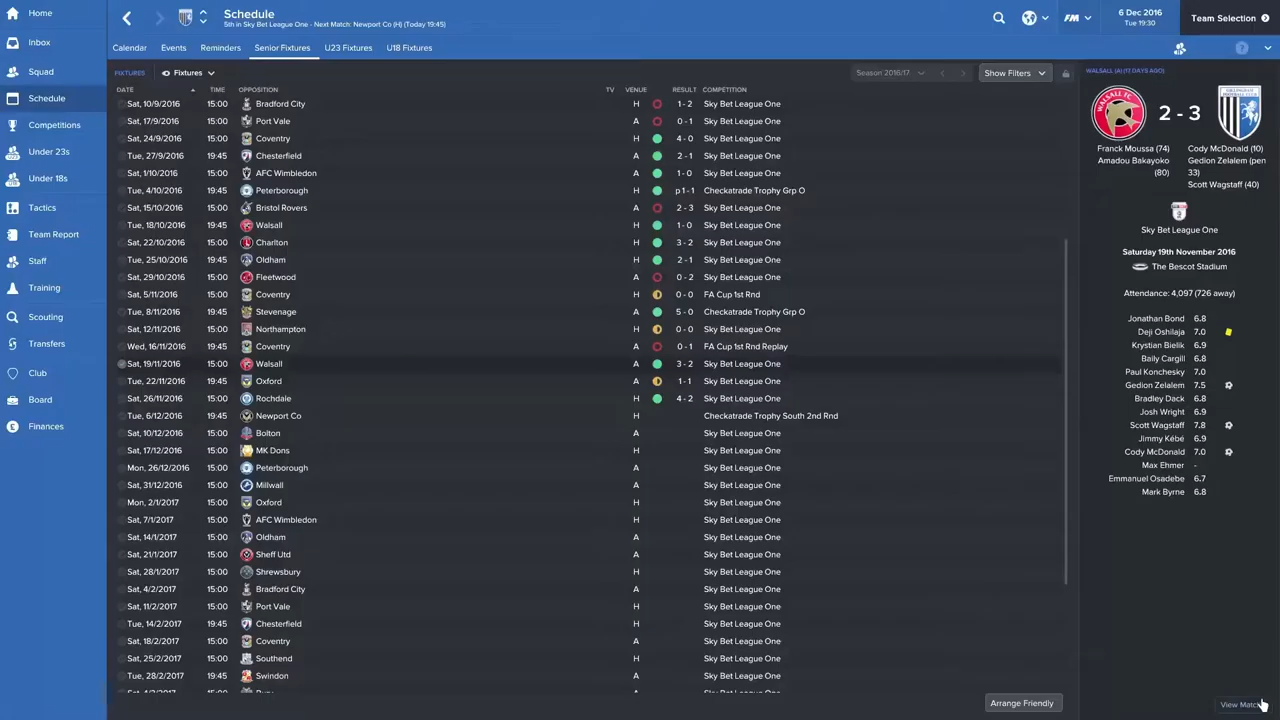 Home
Inbox
Squad
Schedule
Competitions
Under 23s
Under 18s
Tactics
Team Report
Staff
Training
Scouting
Transfers
Club
Board
Finances
Schedule
5th in Sky Bet League One - Next Match: Newport Co (H) (Today 19:45)
FM
6 Dec 2016
Tue 19:30
Team Selection
Calendar Events Reminders Senior Fixtures U23 Fixtures U18 Fixtures
FIXTURES Fixtures Season 2016/17 Show Filters
DATE TIME OPPOSITION TV VENUE RESULT COMPETITION
Sat, 10/9/2016 15:00 Bradford City H 1-2 Sky Bet League One
Sat, 17/9/2016 15:00 Port Vale A 0-1 Sky Bet League One
Sat, 24/9/2016 15:00 Coventry H 4-0 Sky Bet League One
Tue, 27/9/2016 19:45 Chesterfield A 2-1 Sky Bet League One
Sat, 1/10/2016 15:00 AFC Wimbledon A 1-0 Sky Bet League One
Tue, 4/10/2016 19:45 Peterborough H p 1-1 Checkatrade Trophy Grp O
Sat, 15/10/2016 15:00 Bristol Rovers A 2-3 Sky Bet League One
Tue, 18/10/2016 19:45 Walsall H 1-0 Sky Bet League One
Sat, 22/10/2016 15:00 Charlton H 3-2 Sky Bet League One
Tue, 25/10/2016 19:45 Oldham H 2-1 Sky Bet League One
Sat, 29/10/2016 15:00 Fleetwood A 0-2 Sky Bet League One
Sat, 5/11/2016 15:00 Coventry H 0-0 FA Cup 1st Rnd
Tue, 8/11/2016 19:45 Stevenage A 5-0 Checkatrade Trophy Grp O
Sat, 12/11/2016 15:00 Northampton H 0-0 Sky Bet League One
Wed, 16/11/2016 19:45 Coventry A 0-1 FA Cup 1st Rnd Replay
Sat, 19/11/2016 15:00 Walsall A 3-2 Sky Bet League One
Tue, 22/11/2016 19:45 Oxford A 1-1 Sky Bet League One
Sat, 26/11/2016 15:00 Rochdale H 4-2 Sky Bet League One
Tue, 6/12/2016 19:45 Newport Co H Checkatrade Trophy South 2nd Rnd
Sat, 10/12/2016 15:00 Bolton A Sky Bet League One
Sat, 17/12/2016 15:00 MK Dons H Sky Bet League One
Mon, 26/12/2016 15:00 Peterborough A Sky Bet League One
Sat, 31/12/2016 15:00 Millwall A Sky Bet League One
Mon, 2/1/2017 15:00 Oxford H Sky Bet League One
Sat, 7/1/2017 15:00 AFC Wimbledon H Sky Bet League One
Sat, 14/1/2017 15:00 Oldham A Sky Bet League One
Sat, 21/1/2017 15:00 Sheff Utd A Sky Bet League One
Sat, 28/1/2017 15:00 Shrewsbury H Sky Bet League One
Sat, 4/2/2017 15:00 Bradford City A Sky Bet League One
Sat, 11/2/2017 15:00 Port Vale H Sky Bet League One
Tue, 14/2/2017 19:45 Chesterfield H Sky Bet League One
Sat, 18/2/2017 15:00 Coventry A Sky Bet League One
Sat, 25/2/2017 15:00 Southend H Sky Bet League One
Tue, 28/2/2017 19:45 Swindon A Sky Bet League One
Arrange Friendly
WALSALL (A) (17 DAYS AGO)
2 - 3
Franck Moussa (74)
Amadou Bakayoko
(80)
Cody McDonald (10)
Gedion Zelalem (pen
33)
Scott Wagstaff (40)
Sky Bet League One
Saturday 19th November 2016
The Bescot Stadium
Attendance: 4,097 (726 away)
Jonathan Bond 6.8
Deji Oshilaja 7.0
Krystian Bielik 6.9
Baily Cargill 6.8
Paul Konchesky 7.0
Gedion Zelalem 7.5
Bradley Dack 6.8
Josh Wright 6.9
Scott Wagstaff 7.8
Jimmy Kébé 6.9
Cody McDonald 7.0
Max Ehmer -
Emmanuel Osadebe 6.7
Mark Byrne 6.8
View Match